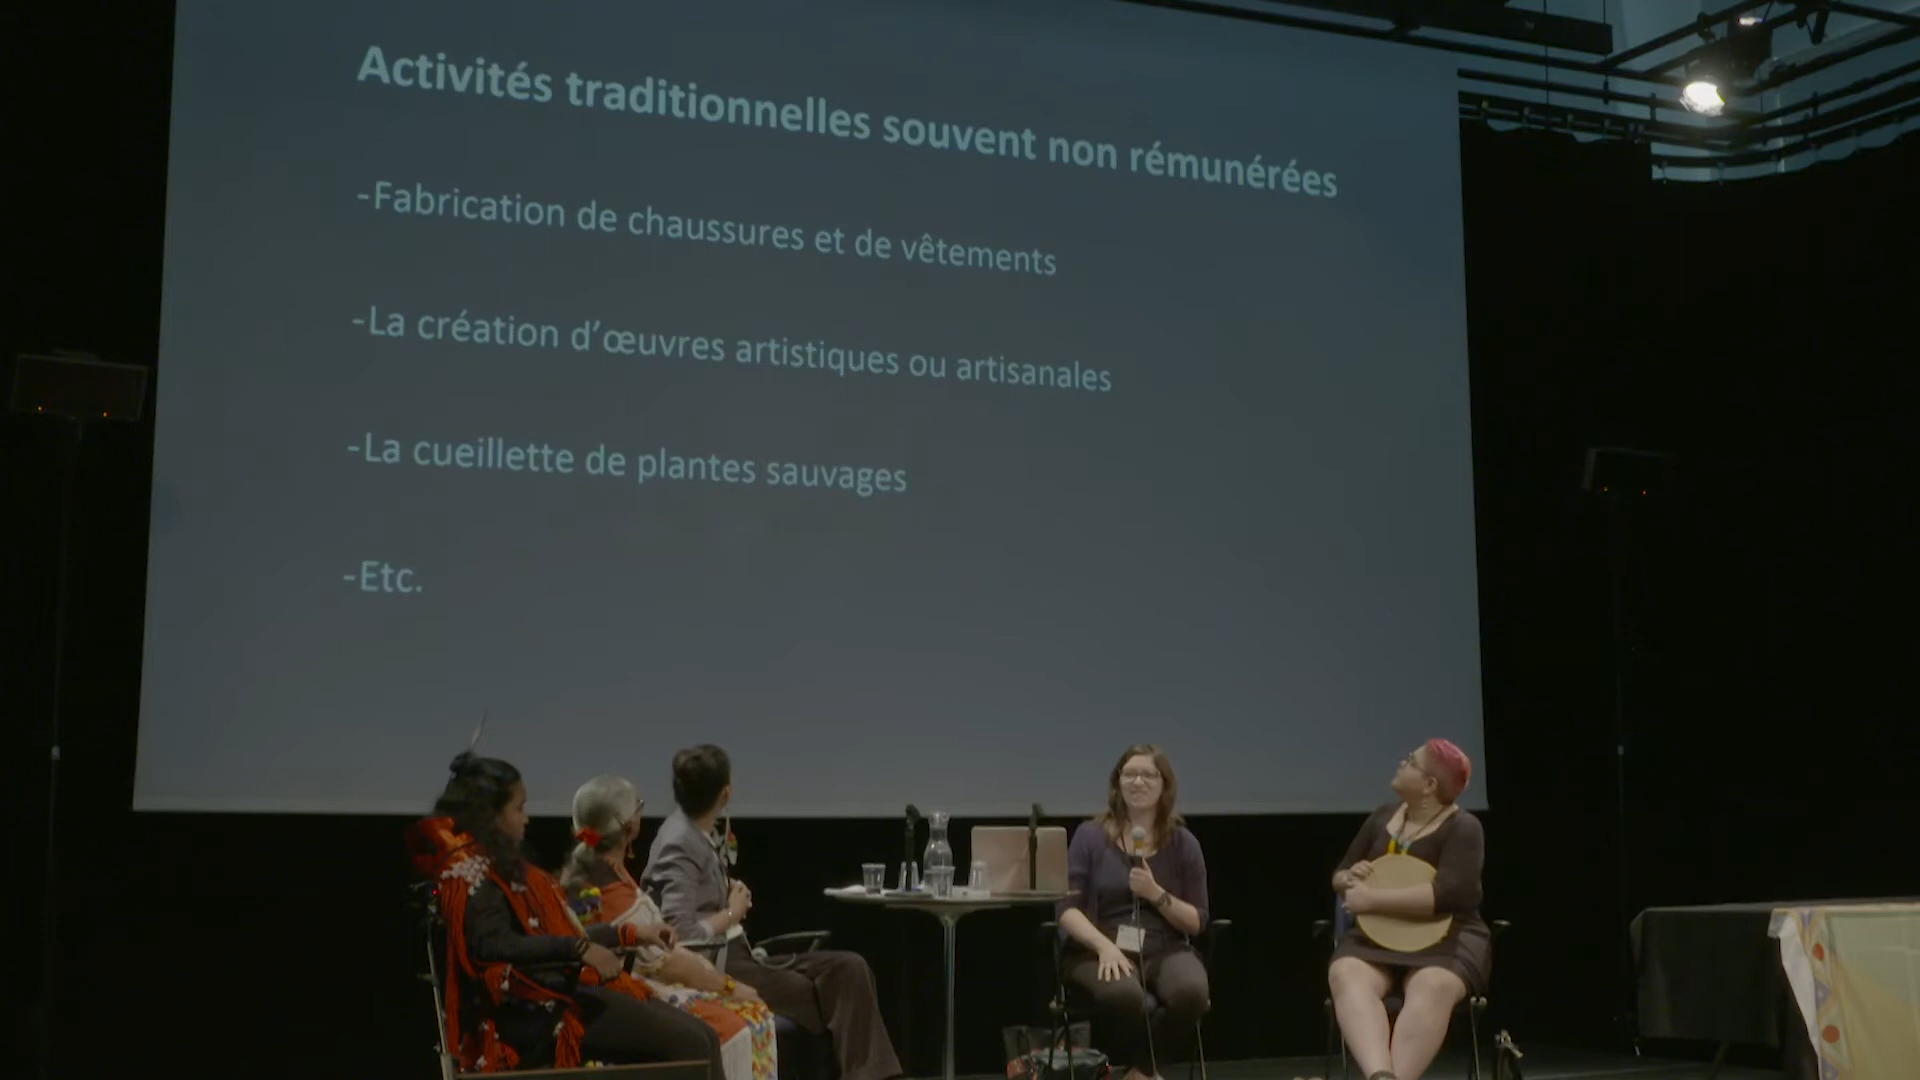 Activités traditionnelles souvent non rémunérées
-Fabrication de chaussures et de vêtements
-La création d’œuvres artistiques ou artisanales
-La cueillette de plantes sauvages
-Etc.